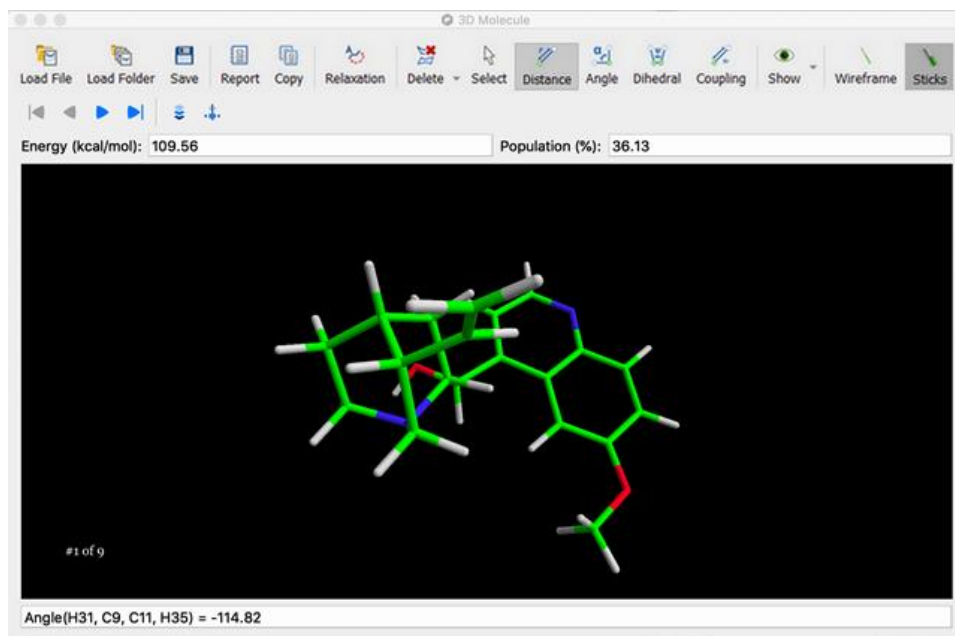 3D Molecule
Load File Load Folder Save Report Copy Relaxation Delete Select Distance Angle Dihedral Coupling Show Wireframe Sticks
Energy (kcal/mol): 109.56 Population (%): 36.13
#1 of 9
Angle(H31, C9, C11, H35) = -114.82